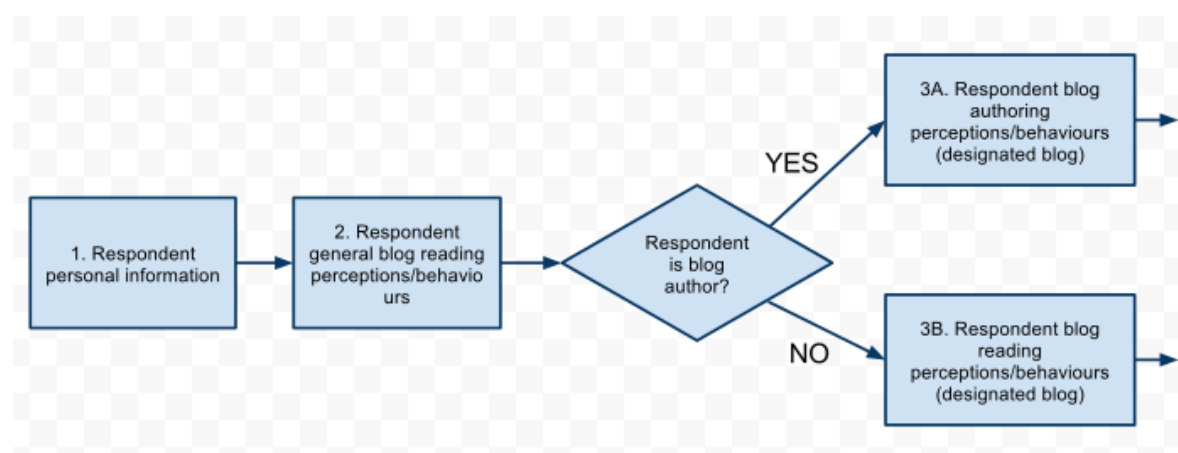 1. Respondent
personal information
2. Respondent
general blog reading
perceptions/behavio
urs
Respondent
is blog
author?
YES
3A. Respondent blog
authoring
perceptions/behaviours
(designated blog)
NO
3B. Respondent blog
reading
perceptions/behaviours
(designated blog)